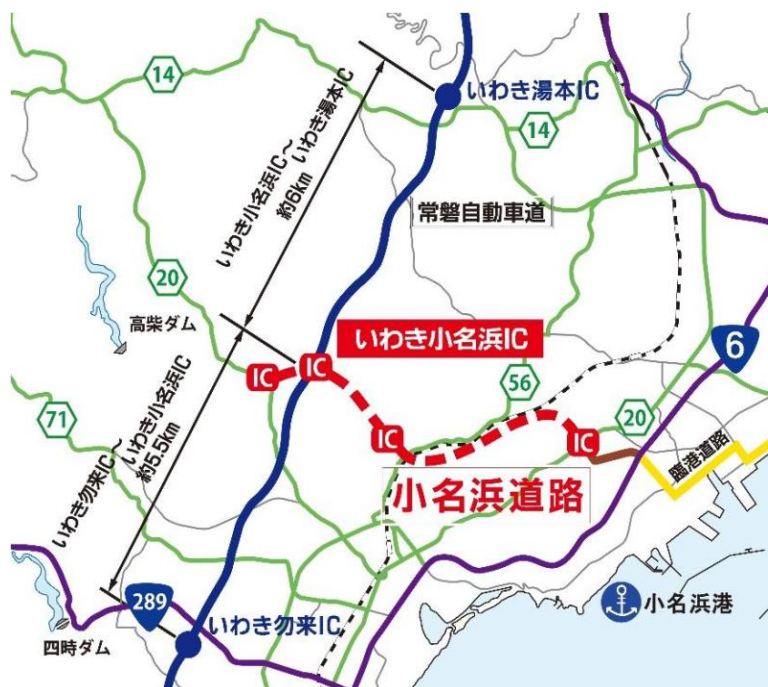 14
いわき湯本IC
14
いわき小名浜IC～
いわき湯本IC
約6km
常磐自動車道
20
高柴ダム
いわき小名浜IC
6
IC
IC
56
71
いわき勿来IC～
いわき小名浜IC
約5.5km
IC
20
IC
小名浜道路
臨港道路
289
いわき勿来IC
四時ダム
小名浜港